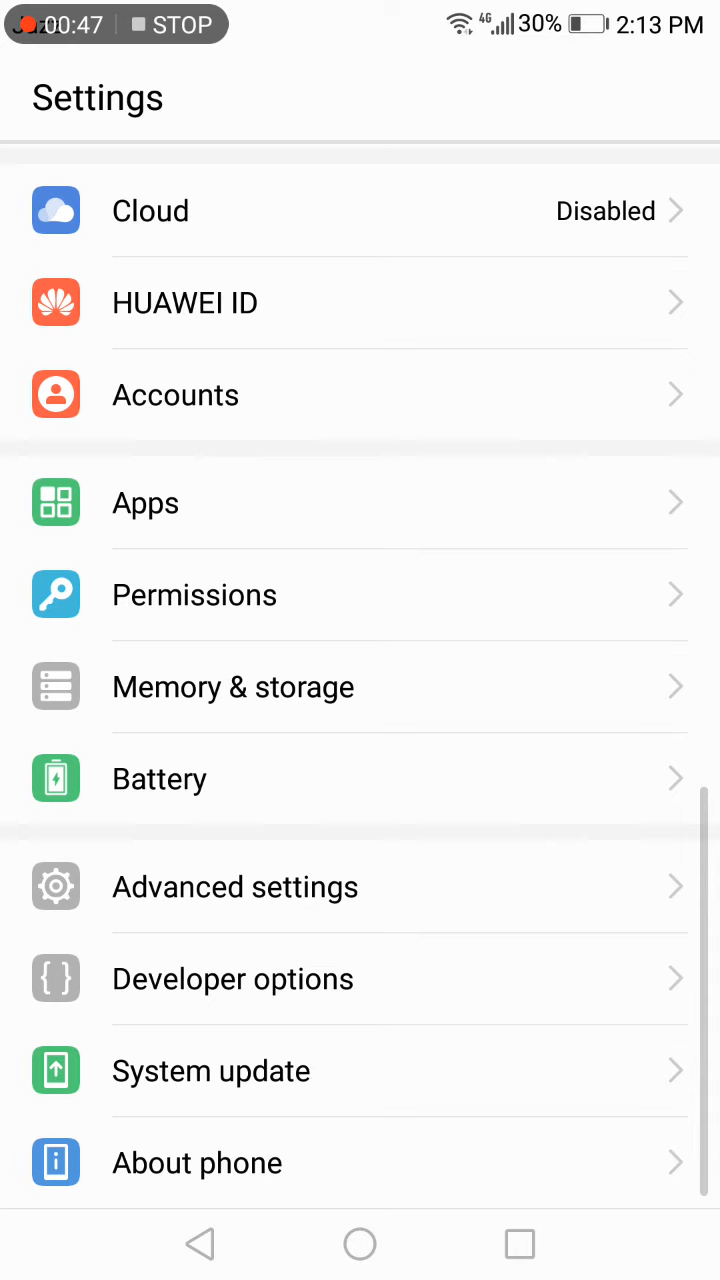 00:47 STOP 4G 30% 2:13 PM
Settings
Cloud Disabled
HUAWEI ID
Accounts
Apps
Permissions
Memory & storage
Battery
Advanced settings
Developer options
System update
About phone